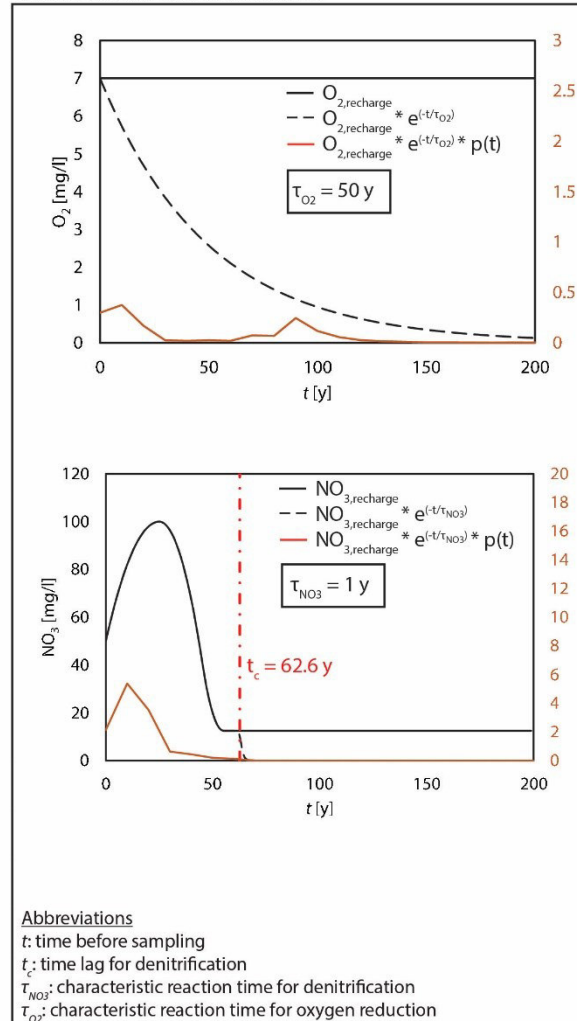 8
7
6
5
4
3
2
1
0
O2 [mg/l]
3
2.5
2
1.5
1
0.5
0
O2,recharge
O2,recharge * e(-t/τO2)
O2,recharge * e(-t/τO2) * p(t)
τO2 = 50 y
0 50 100 150 200
t [y]
120
100
80
60
40
20
0
NO3 [mg/l]
20
18
16
14
12
10
8
6
4
2
0
NO3,recharge
NO3,recharge * e(-t/τNO3)
NO3,recharge * e(-t/τNO3) * p(t)
τNO3 = 1 y
tc = 62.6 y
0 50 100 150 200
t [y]
Abbreviations
t: time before sampling
tc: time lag for denitrification
τNO3: characteristic reaction time for denitrification
τO2: characteristic reaction time for oxygen reduction